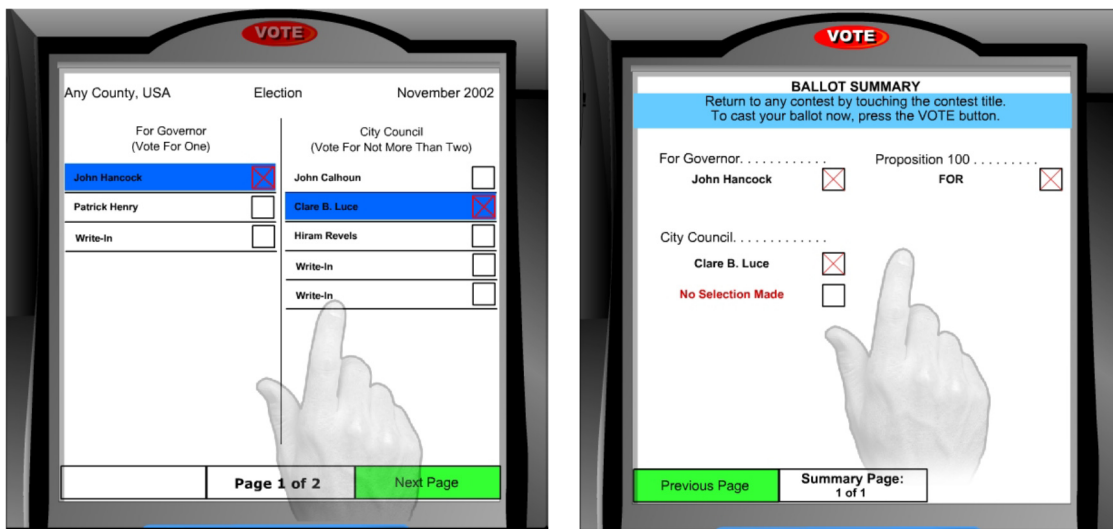 VOTE
Any County, USA Election November 2002
For Governor
(Vote For One)
John Hancock
Patrick Henry
Write-In
City Council
(Vote For Not More Than Two)
John Calhoun
Clare B. Luce
Hiram Revels
Write-In
Write-In
Page 1 of 2
Next Page
VOTE
BALLOT SUMMARY
Return to any contest by touching the contest title.
To cast your ballot now, press the VOTE button.
For Governor. . . . . . . . . . . .
John Hancock
Proposition 100 . . . . . . . . .
FOR
City Council. . . . . . . . . . . . .
Clare B. Luce
No Selection Made
Previous Page
Summary Page:
1 of 1